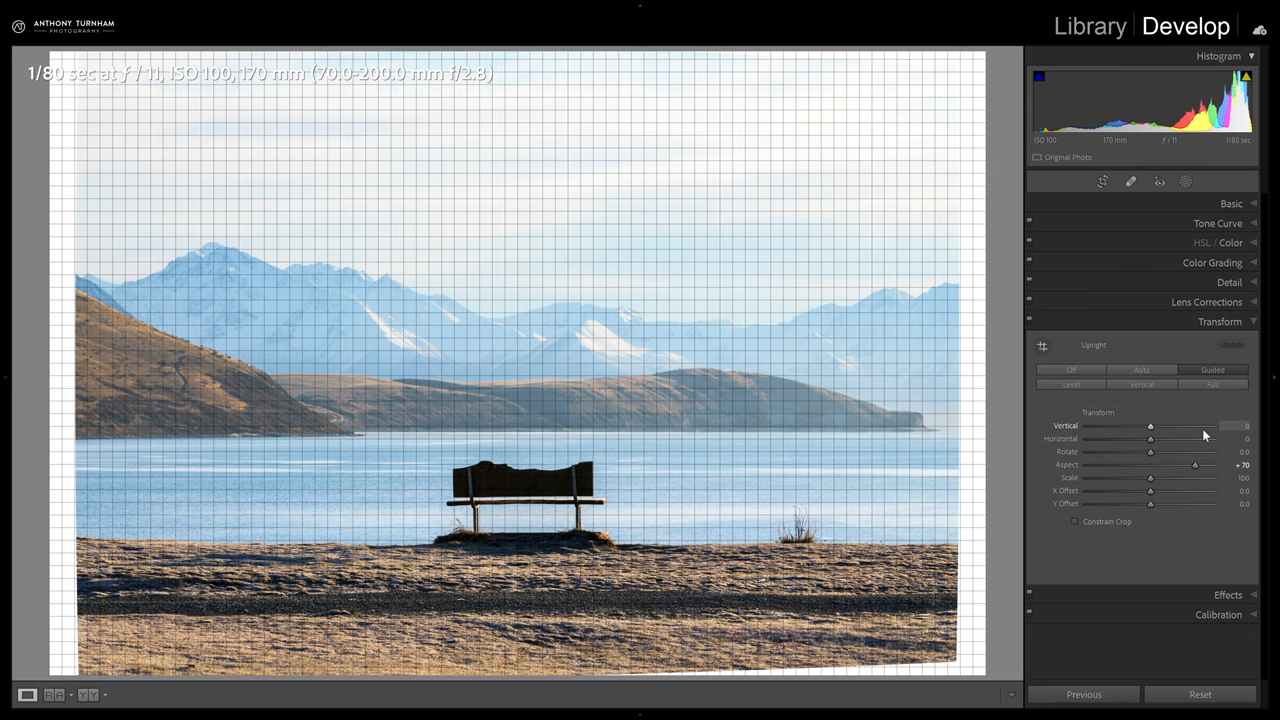 ANTHONY TURNHAM
PHOTOGRAPHY
Library | Develop
Histogram
1/80 sec at ƒ / 11, ISO 100, 170 mm (70.0-200.0 mm f/2.8)
ISO 100 170 mm ƒ / 11 1/80 sec
Original Photo
Basic
Tone Curve
HSL / Color
Color Grading
Detail
Lens Corrections
Transform
Upright Update
Off Auto Guided
Level Vertical Full
Transform
Vertical 0
Horizontal 0
Rotate 0.0
Aspect + 70
Scale 100
X Offset 0.0
Y Offset 0.0
Constrain Crop
Effects
Calibration
R A Y Y Previous Reset